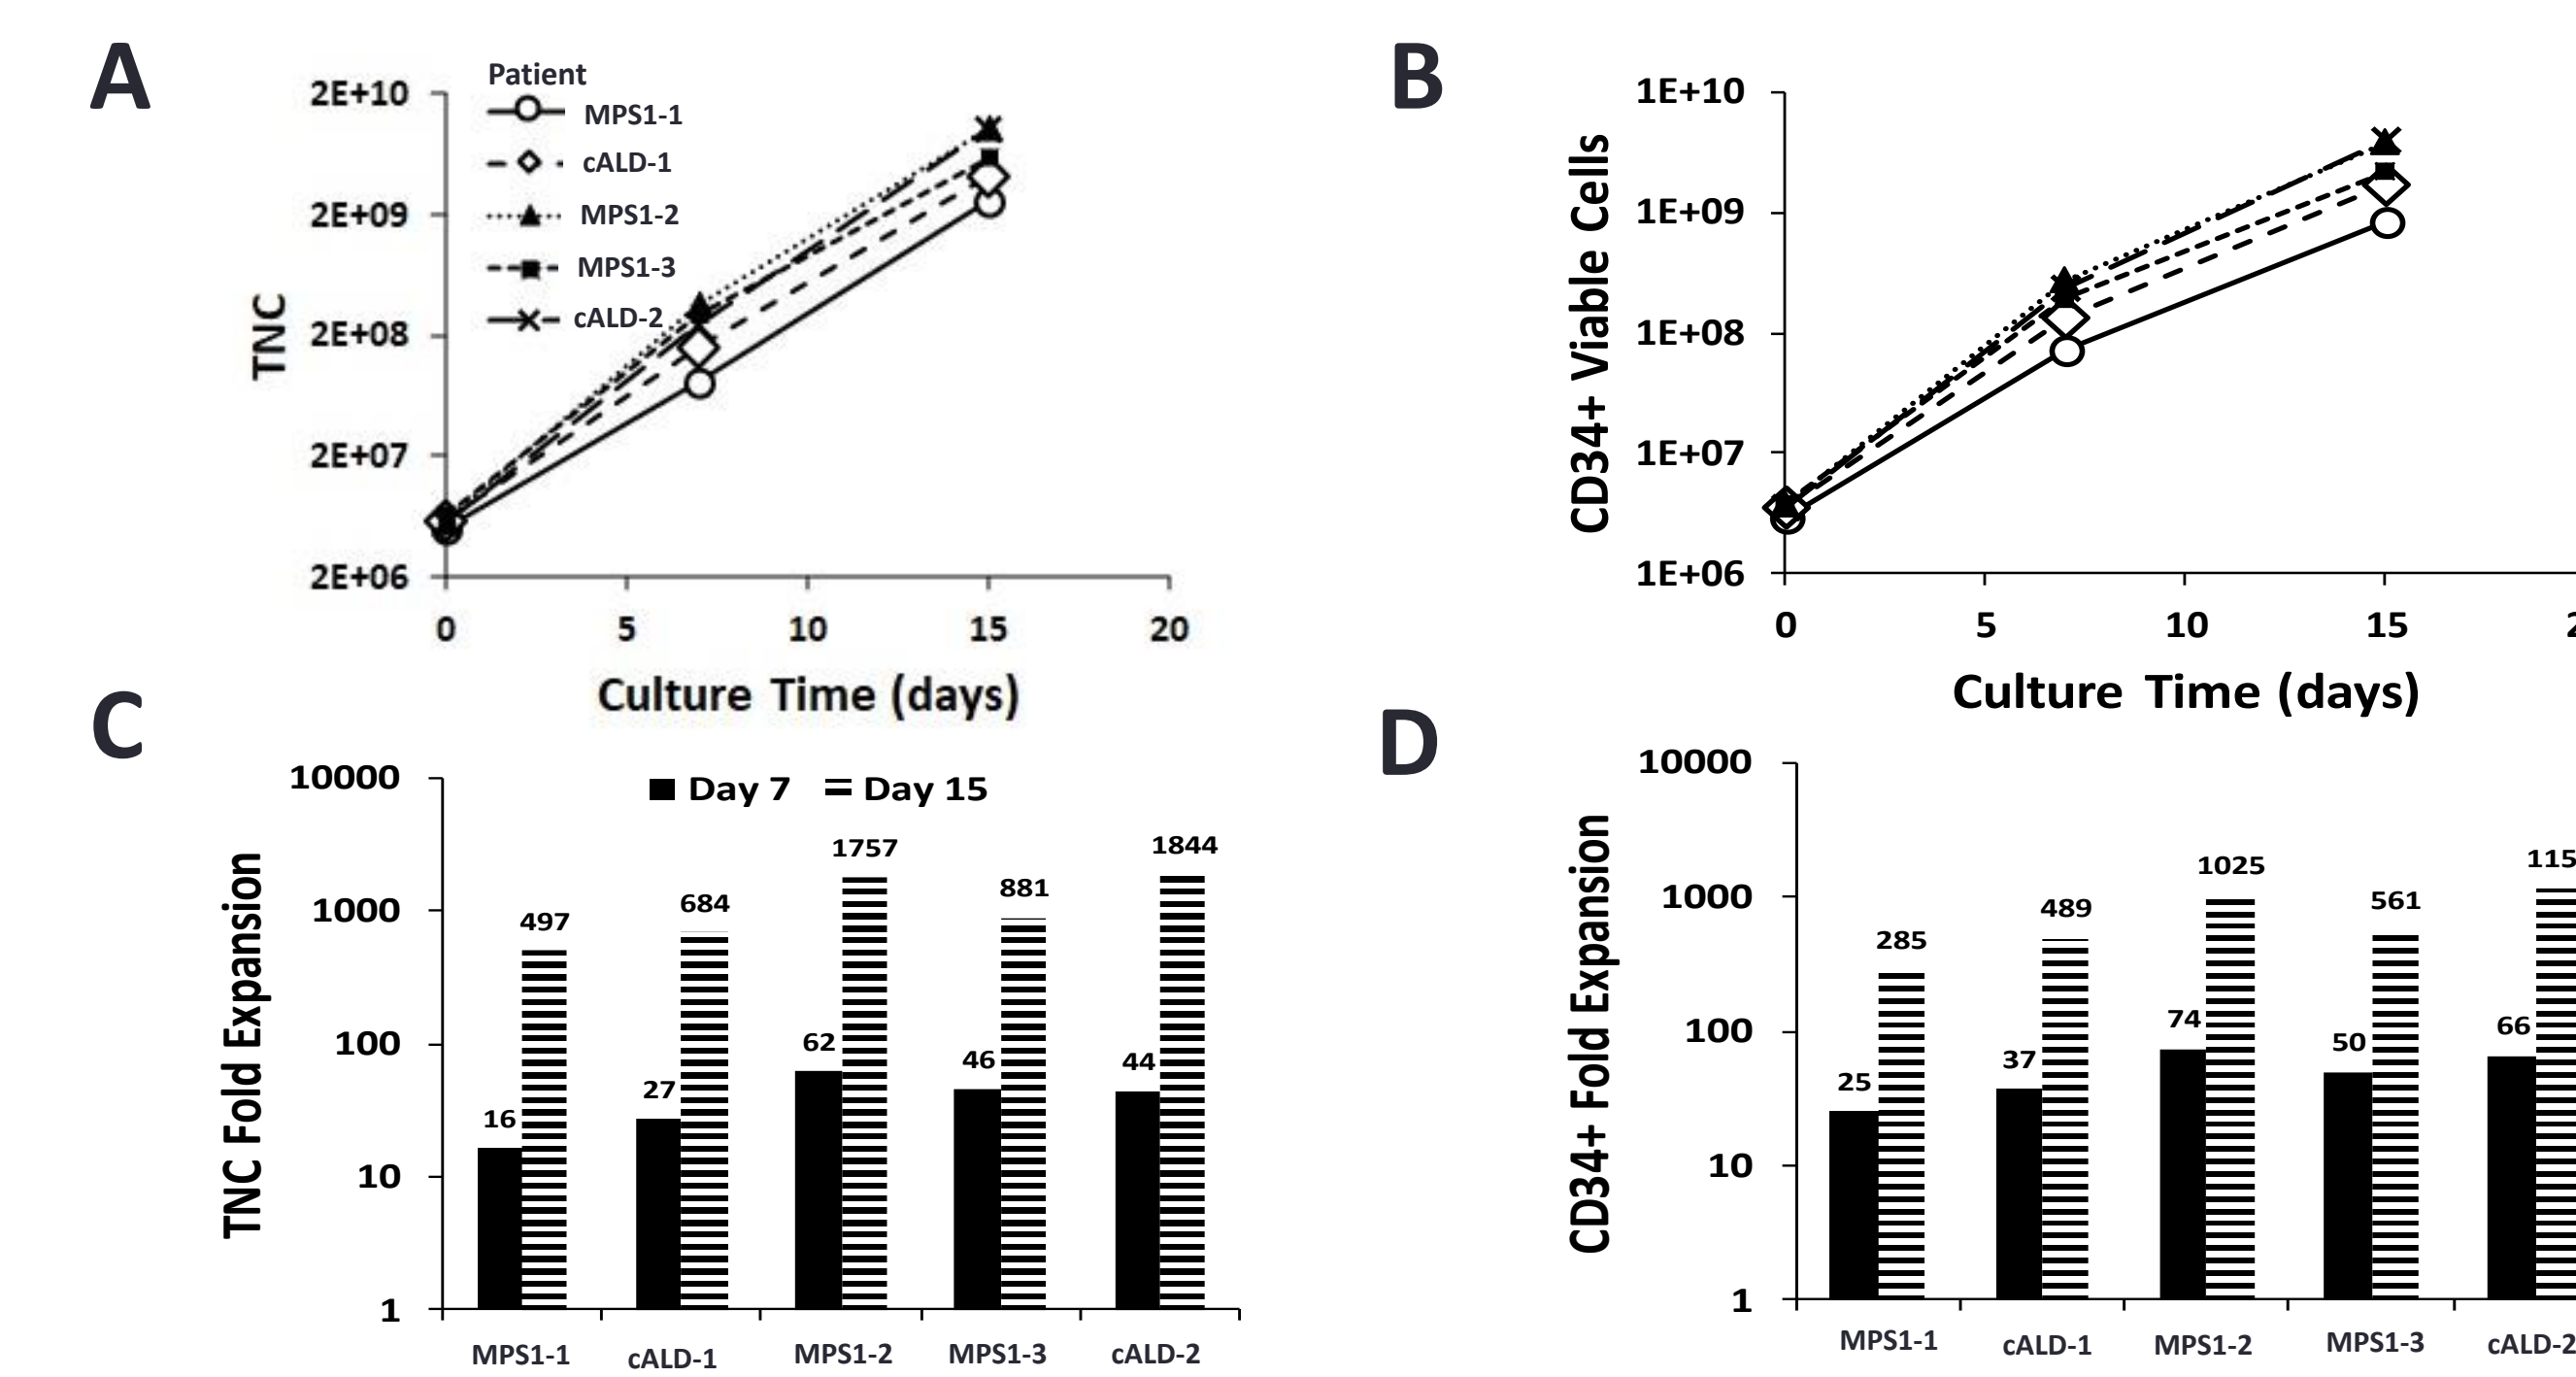 A
Patient
MPS1-1
cALD-1
MPS1-2
MPS1-3
cALD-2
TNC
2E+10
2E+09
2E+08
2E+07
2E+06
0 5 10 15 20
Culture Time (days)
B
CD34+ Viable Cells
1E+10
1E+09
1E+08
1E+07
1E+06
0 5 10 15
Culture Time (days)
C
Day 7 Day 15
TNC Fold Expansion
10000
1000
100
10
1
16 497 27 684 62 1757 46 881 44 1844
MPS1-1 cALD-1 MPS1-2 MPS1-3 cALD-2
D
CD34+ Fold Expansion
10000
1000
100
10
1
25 285 37 489 74 1025 50 561 66 115
MPS1-1 cALD-1 MPS1-2 MPS1-3 cALD-2